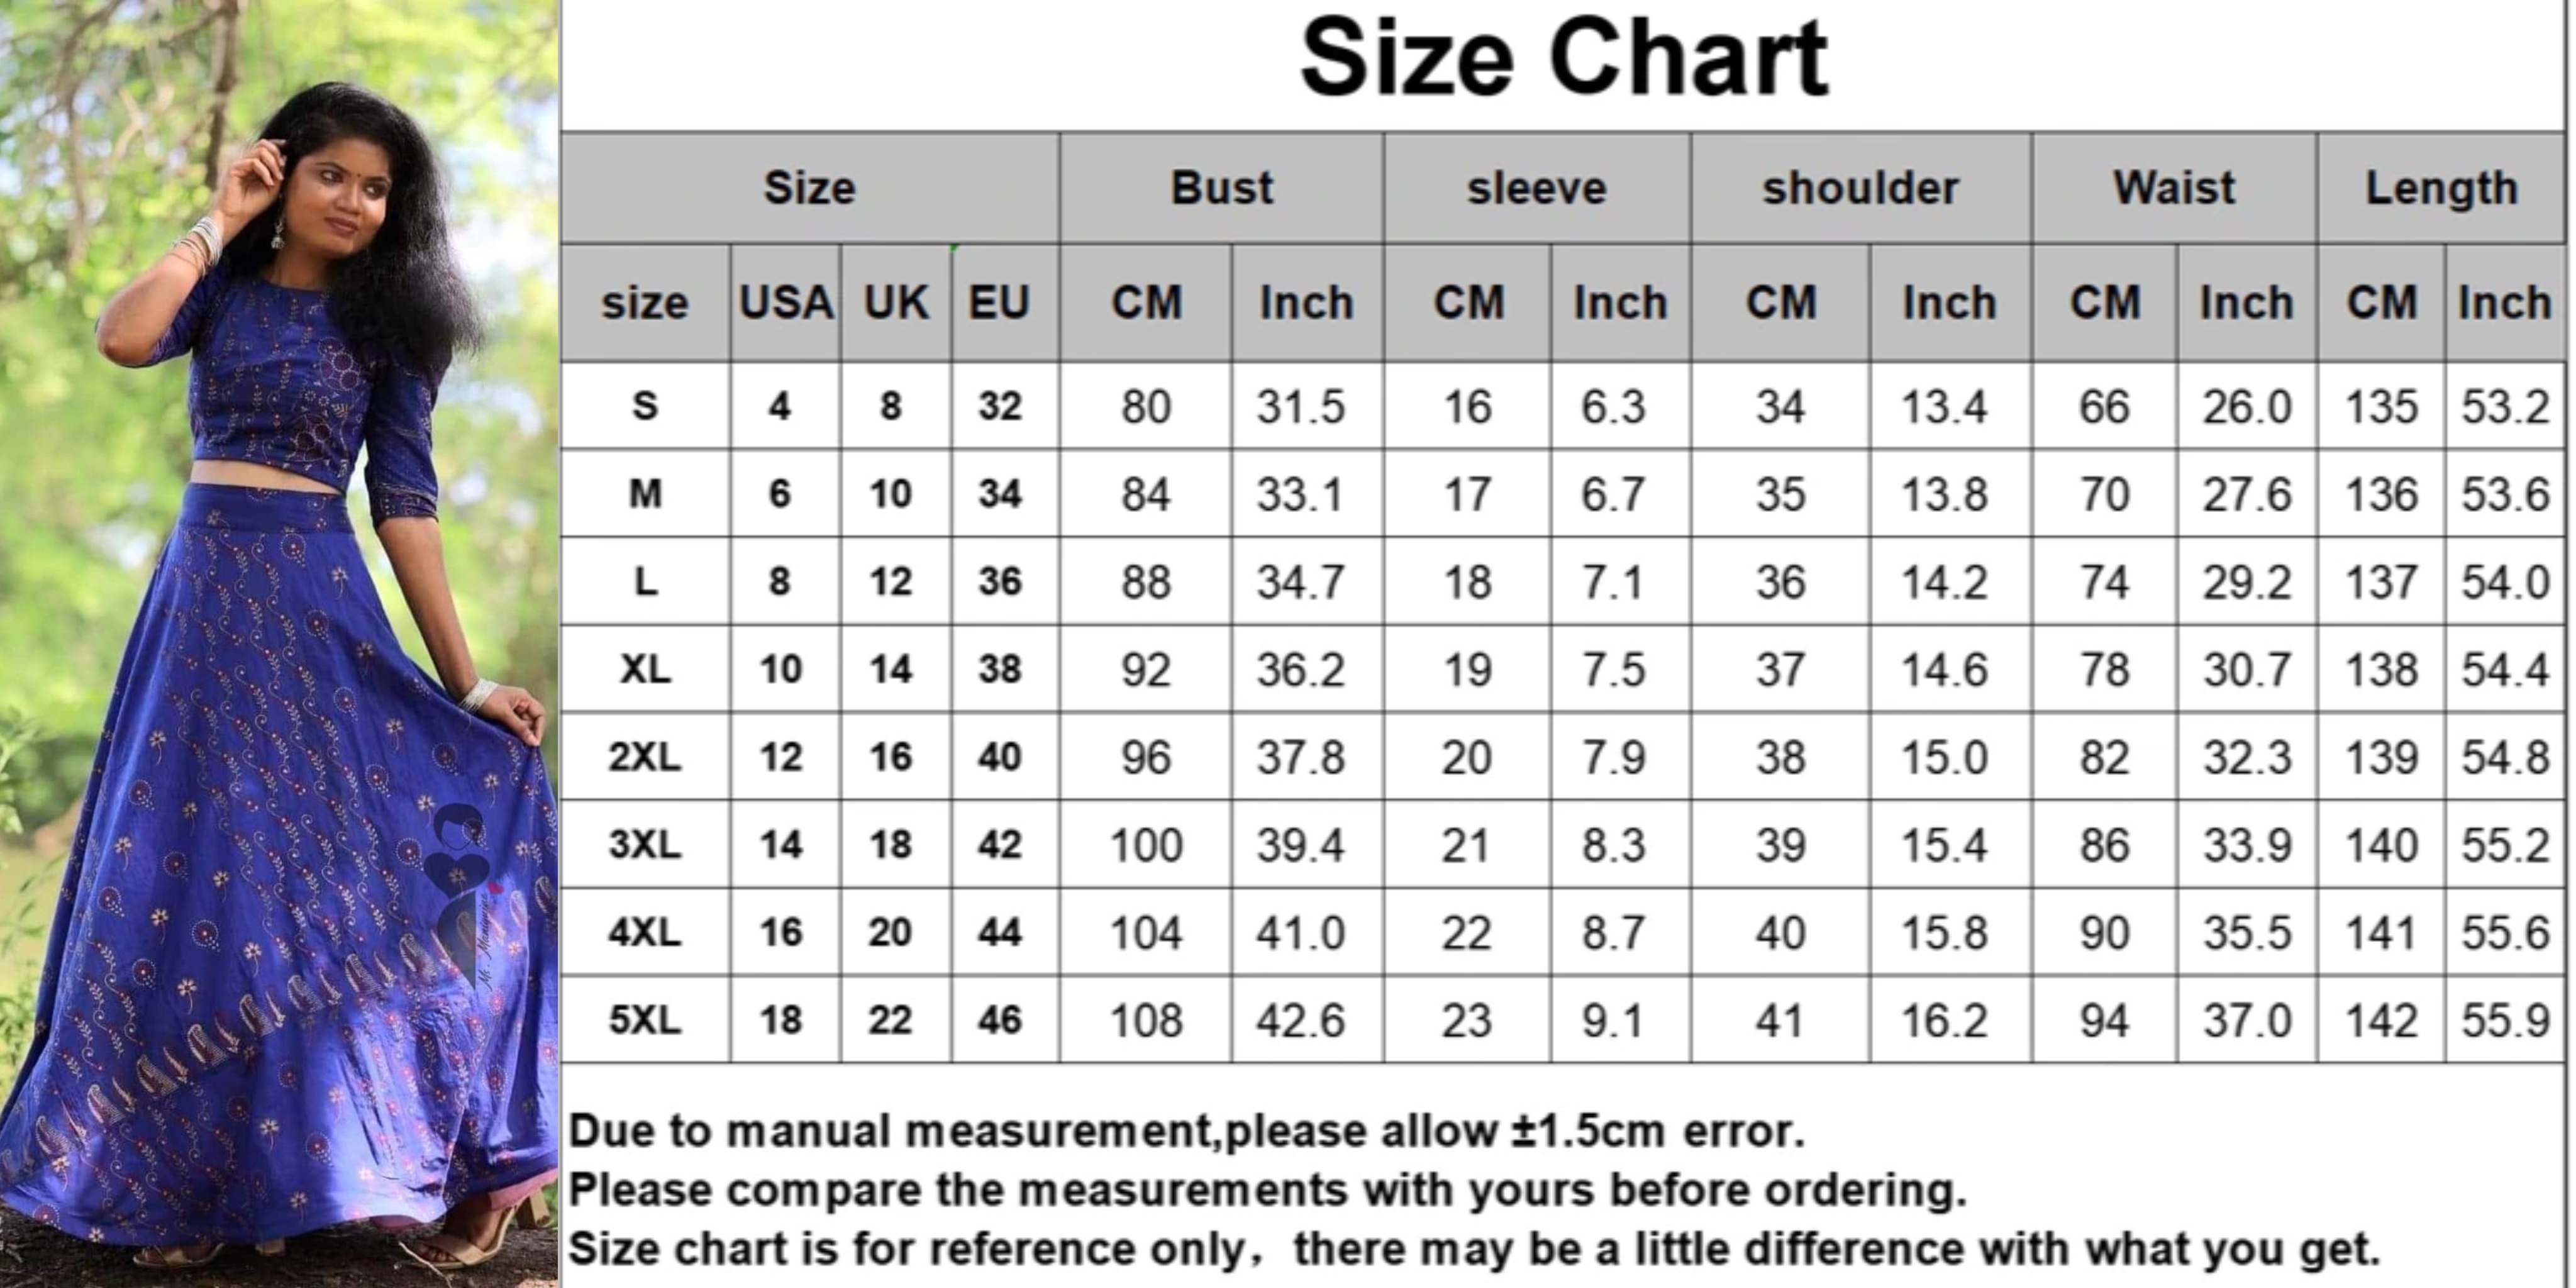 Size Chart
Size Bust sleeve shoulder Waist Length
size USA UK EU CM Inch CM Inch CM Inch CM Inch CM Inch
S 4 8 32 80 31.5 16 6.3 34 13.4 66 26.0 135 53.2
M 6 10 34 84 33.1 17 6.7 35 13.8 70 27.6 136 53.6
L 8 12 36 88 34.7 18 7.1 36 14.2 74 29.2 137 54.0
XL 10 14 38 92 36.2 19 7.5 37 14.6 78 30.7 138 54.4
2XL 12 16 40 96 37.8 20 7.9 38 15.0 82 32.3 139 54.8
3XL 14 18 42 100 39.4 21 8.3 39 15.4 86 33.9 140 55.2
4XL 16 20 44 104 41.0 22 8.7 40 15.8 90 35.5 141 55.6
5XL 18 22 46 108 42.6 23 9.1 41 16.2 94 37.0 142 55.9
Due to manual measurement,please allow ±1.5cm error.
Please compare the measurements with yours before ordering.
Size chart is for reference only，there may be a little difference with what you get.